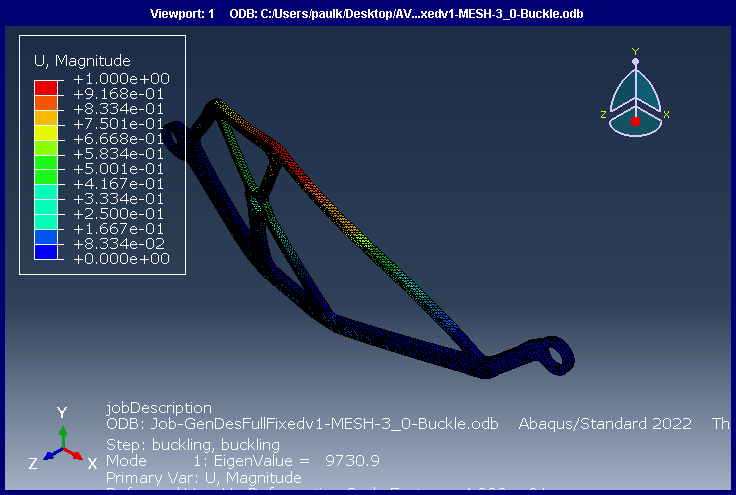 Viewport: 1 ODB: C:/Users/paulk/Desktop/AV...xedv1-MESH-3_0-Buckle.odb
U, Magnitude
+1.000e+00
+9.168e-01
+8.334e-01
+7.501e-01
+6.668e-01
+5.834e-01
+5.001e-01
+4.167e-01
+3.334e-01
+2.500e-01
+1.667e-01
+8.334e-02
+0.000e+00
Y
Z X
Y
Z X
jobDescription
ODB: Job-GenDesFullFixedv1-MESH-3_0-Buckle.odb Abaqus/Standard 2022 Th
Step: buckling, buckling
Mode 1: EigenValue = 9730.9
Primary Var: U, Magnitude